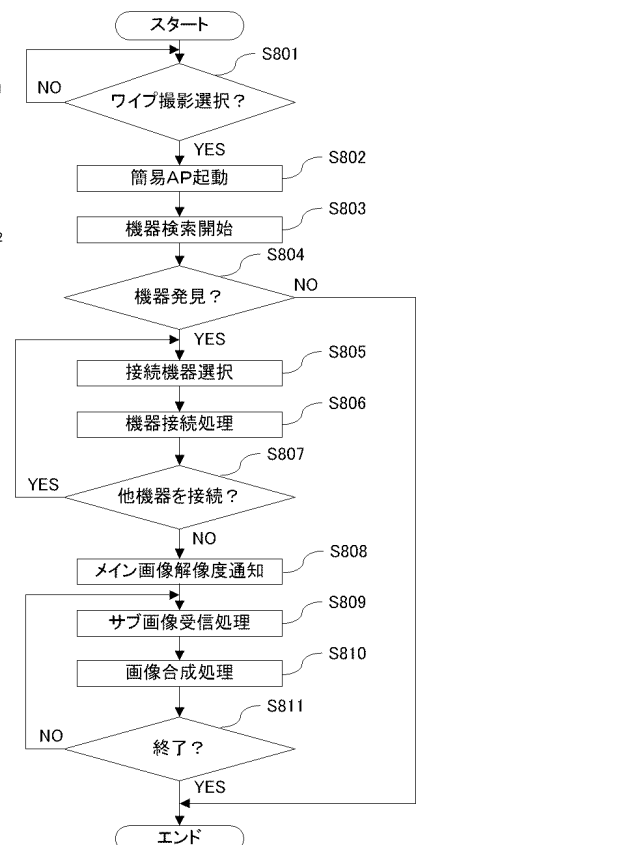 スタート
S801
NO
ワイプ撮影選択？
YES
S802
簡易AP起動
S803
機器検索開始
S804
NO
機器発見？
YES
S805
接続機器選択
S806
機器接続処理
S807
YES
他機器を接続？
NO
S808
メイン画像解像度通知
S809
サブ画像受信処理
S810
画像合成処理
S811
NO
終了？
YES
エンド